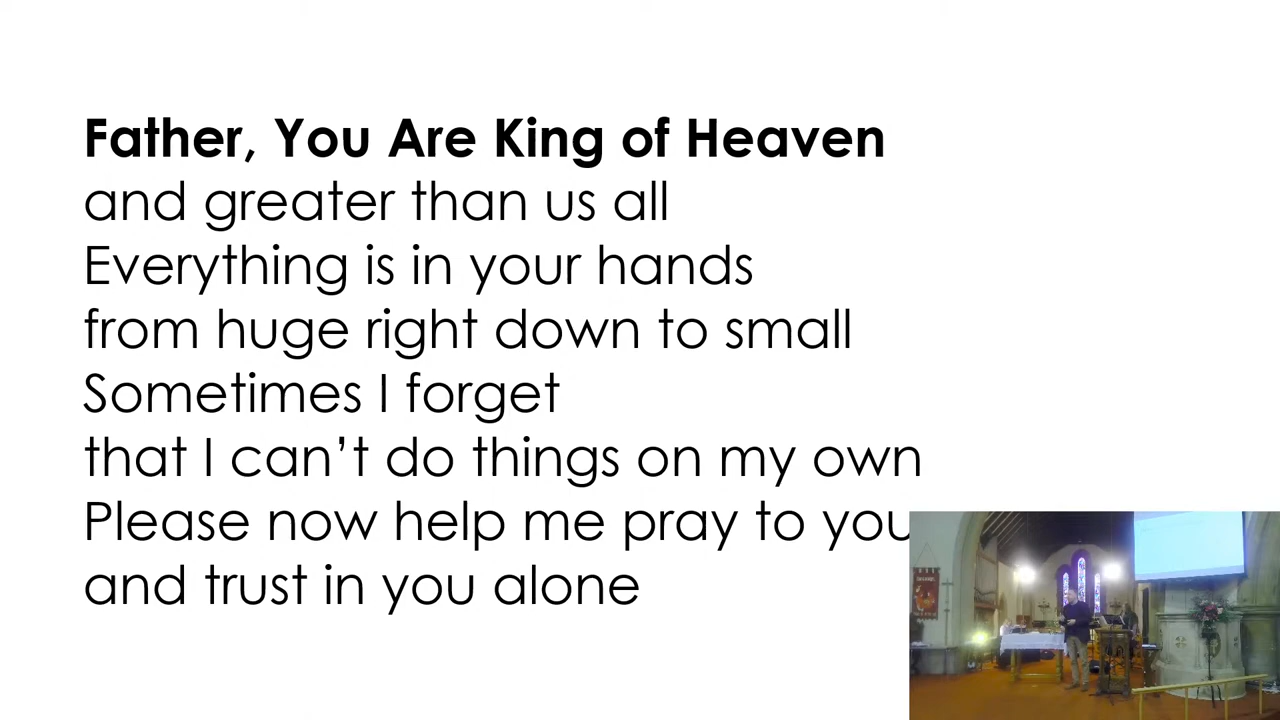 Father, You Are King of Heaven
and greater than us all
Everything is in your hands
from huge right down to small
Sometimes I forget
that I can’t do things on my own
Please now help me pray to you
and trust in you alone